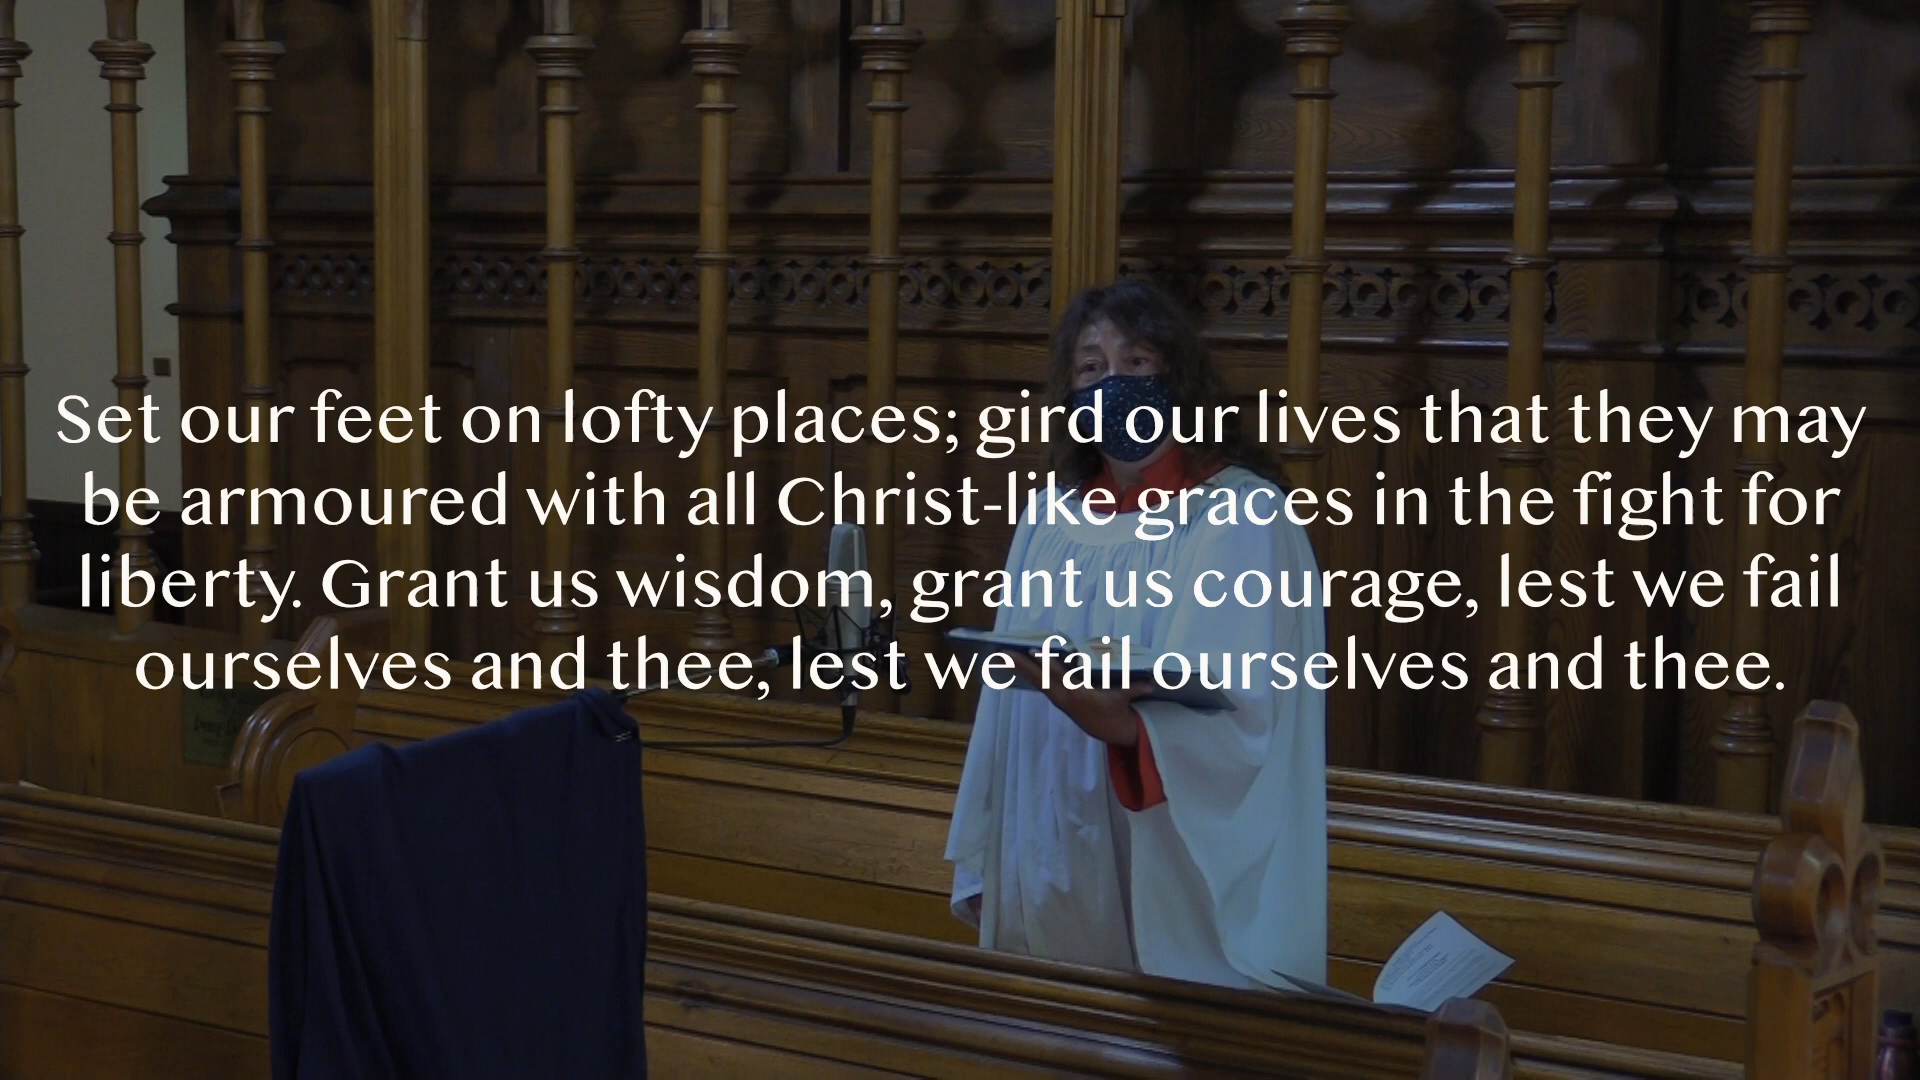 Set our feet on lofty places; gird our lives that they may
be armoured with all Christ-like graces in the fight for
liberty. Grant us wisdom, grant us courage, lest we fail
ourselves and thee, lest we fail ourselves and thee.